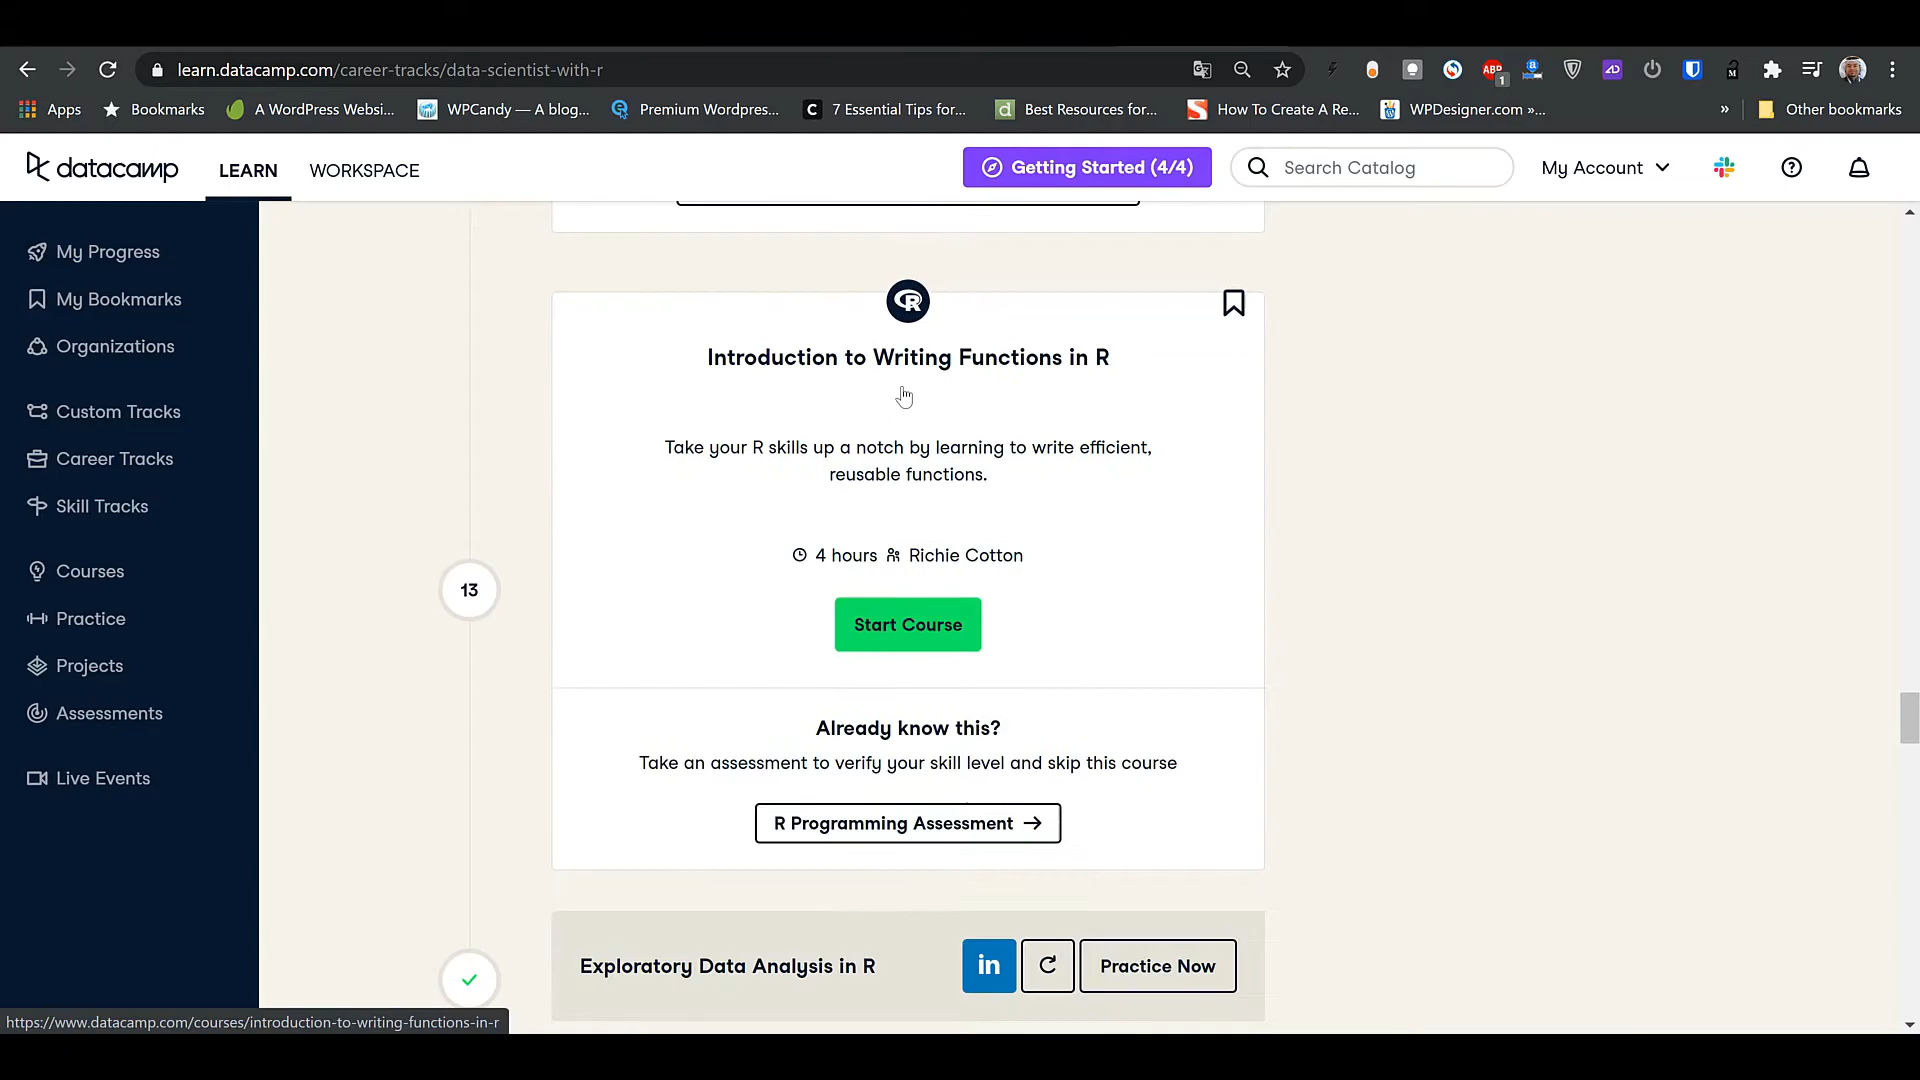 learn.datacamp.com/career-tracks/data-scientist-with-r
ABP
1
Apps
Bookmarks
A WordPress Websi...
WPCandy — A blog...
Premium Wordpres...
7 Essential Tips for...
Best Resources for...
How To Create A Re...
WPDesigner.com »...
»
Other bookmarks
datacamp
LEARN
WORKSPACE
Getting Started (4/4)
Search Catalog
My Account
My Progress
My Bookmarks
Organizations
Custom Tracks
Career Tracks
Skill Tracks
Courses
Practice
Projects
Assessments
Live Events
13
R
Introduction to Writing Functions in R
Take your R skills up a notch by learning to write efficient,
reusable functions.
4 hours
Richie Cotton
Start Course
Already know this?
Take an assessment to verify your skill level and skip this course
R Programming Assessment →
Exploratory Data Analysis in R
in
Practice Now
https://www.datacamp.com/courses/introduction-to-writing-functions-in-r